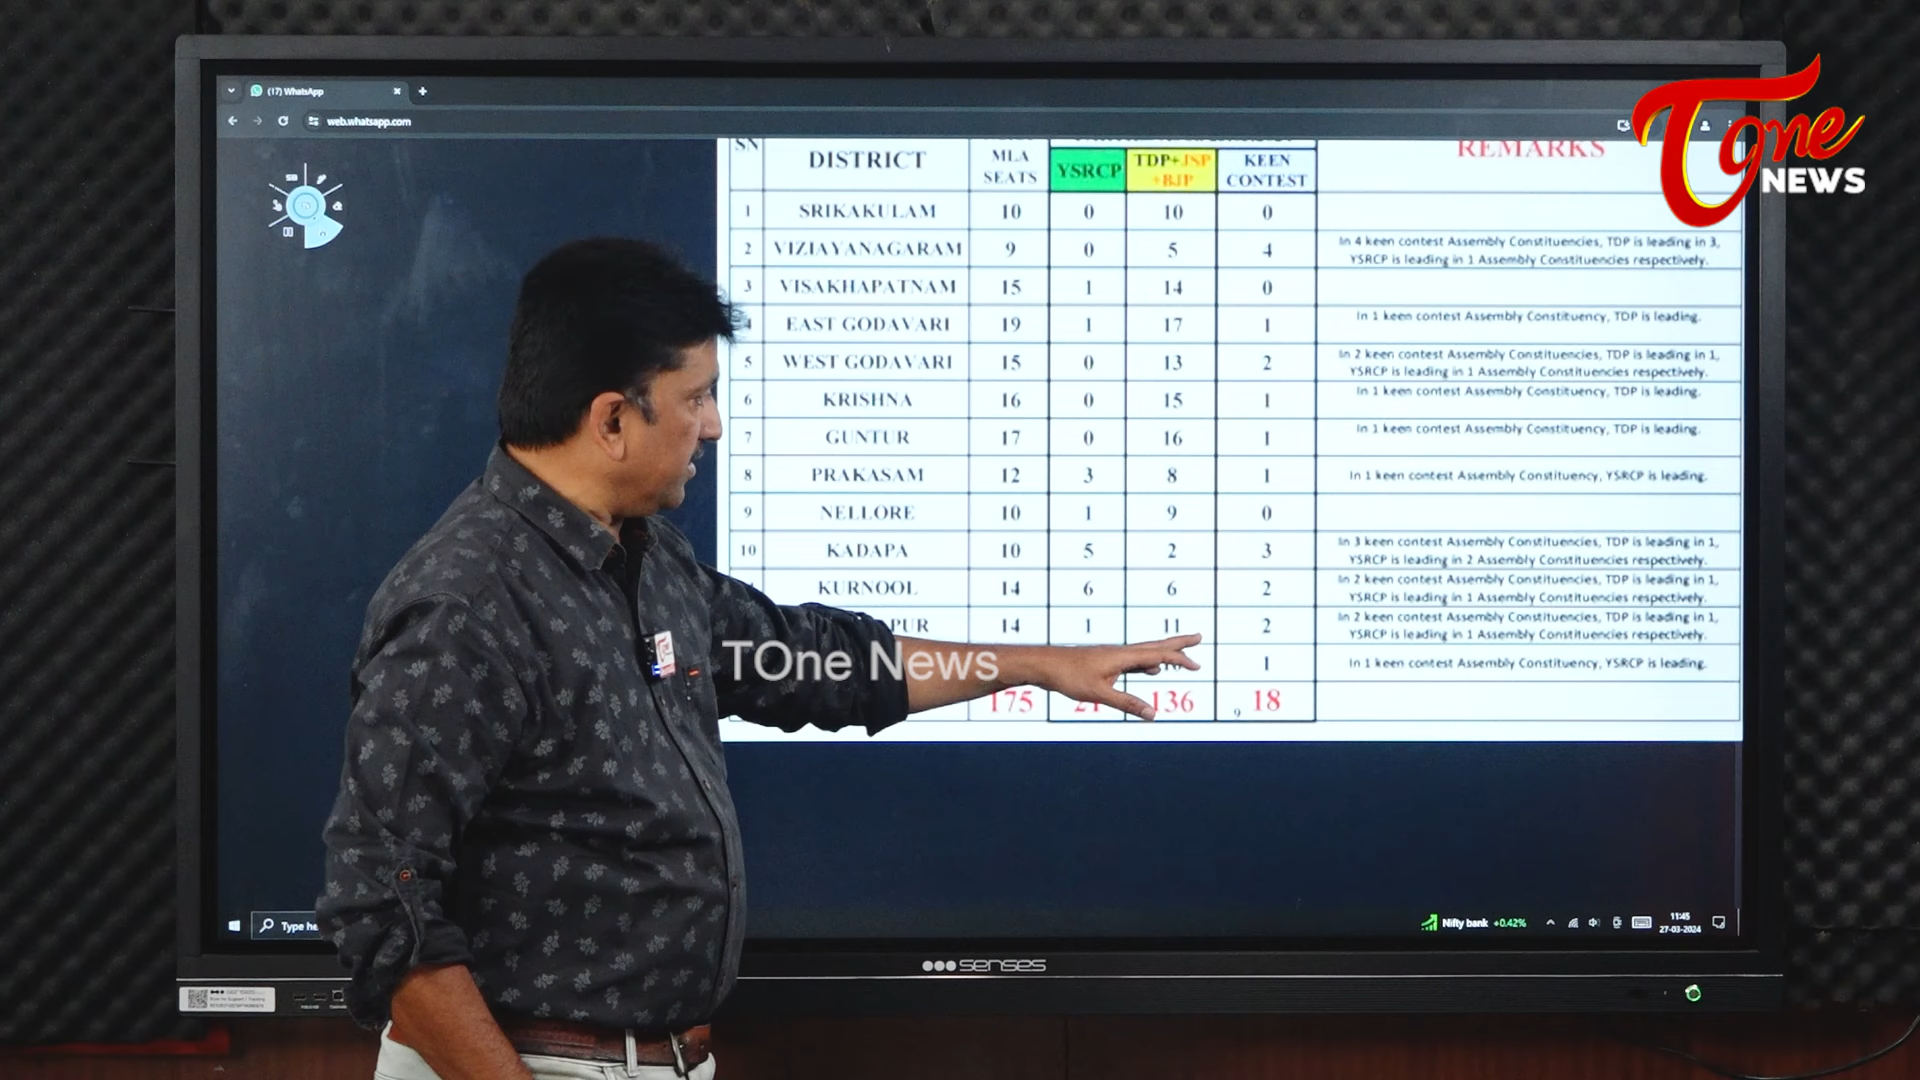 (17) WhatsApp
web.whatsapp.com
TOne
NEWS
SN DISTRICT MLA SEATS YSRCP TDP+JSP +BJP KEEN CONTEST REMARKS
1 SRIKAKULAM 10 0 10 0
2 VIZIAYANAGARAM 9 0 5 4 In 4 keen contest Assembly Constituencies, TDP is leading in 3,
YSRCP is leading in 1 Assembly Constituencies respectively.
3 VISAKHAPATNAM 15 1 14 0
4 EAST GODAVARI 19 1 17 1 In 1 keen contest Assembly Constituency, TDP is leading.
5 WEST GODAVARI 15 0 13 2 In 2 keen contest Assembly Constituencies, TDP is leading in 1,
YSRCP is leading in 1 Assembly Constituencies respectively.
6 KRISHNA 16 0 15 1 In 1 keen contest Assembly Constituency, TDP is leading.
7 GUNTUR 17 0 16 1 In 1 keen contest Assembly Constituency, TDP is leading.
8 PRAKASAM 12 3 8 1 In 1 keen contest Assembly Constituency, YSRCP is leading.
9 NELLORE 10 1 9 0
10 KADAPA 10 5 2 3 In 3 keen contest Assembly Constituencies, TDP is leading in 1,
YSRCP is leading in 2 Assembly Constituencies respectively.
KURNOOL 14 6 6 2 In 2 keen contest Assembly Constituencies, TDP is leading in 1,
YSRCP is leading in 1 Assembly Constituencies respectively.
PUR 14 1 11 2 In 2 keen contest Assembly Constituencies, TDP is leading in 1,
YSRCP is leading in 1 Assembly Constituencies respectively.
1 In 1 keen contest Assembly Constituency, YSRCP is leading.
175 21 136 9 18
TOne News
Type he
Nifty bank +0.42%
11:45
27-03-2024
senses